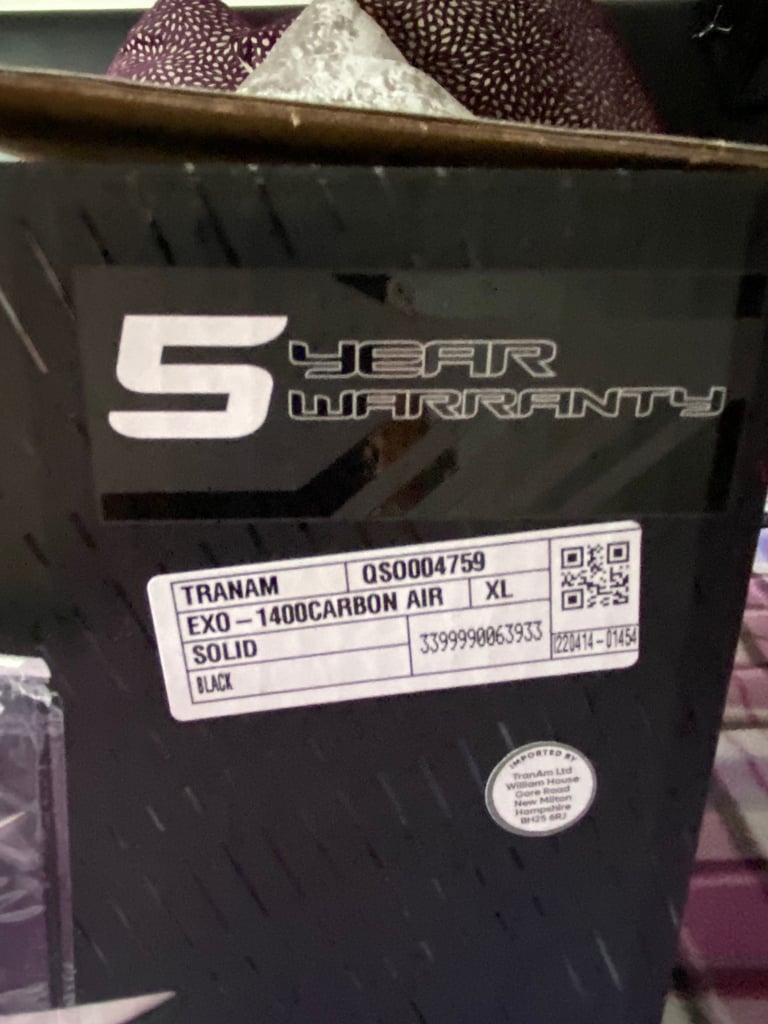 5 YEAR
WARRANTY
TRANAM QS0004759
EXO-1400CARBON AIR XL
SOLID
3399990063933
BLACK
220414-01454
IMPORTED BY
TranAm Ltd
William House
Gore Road
New Milton
Hampshire
BH25 6RJ